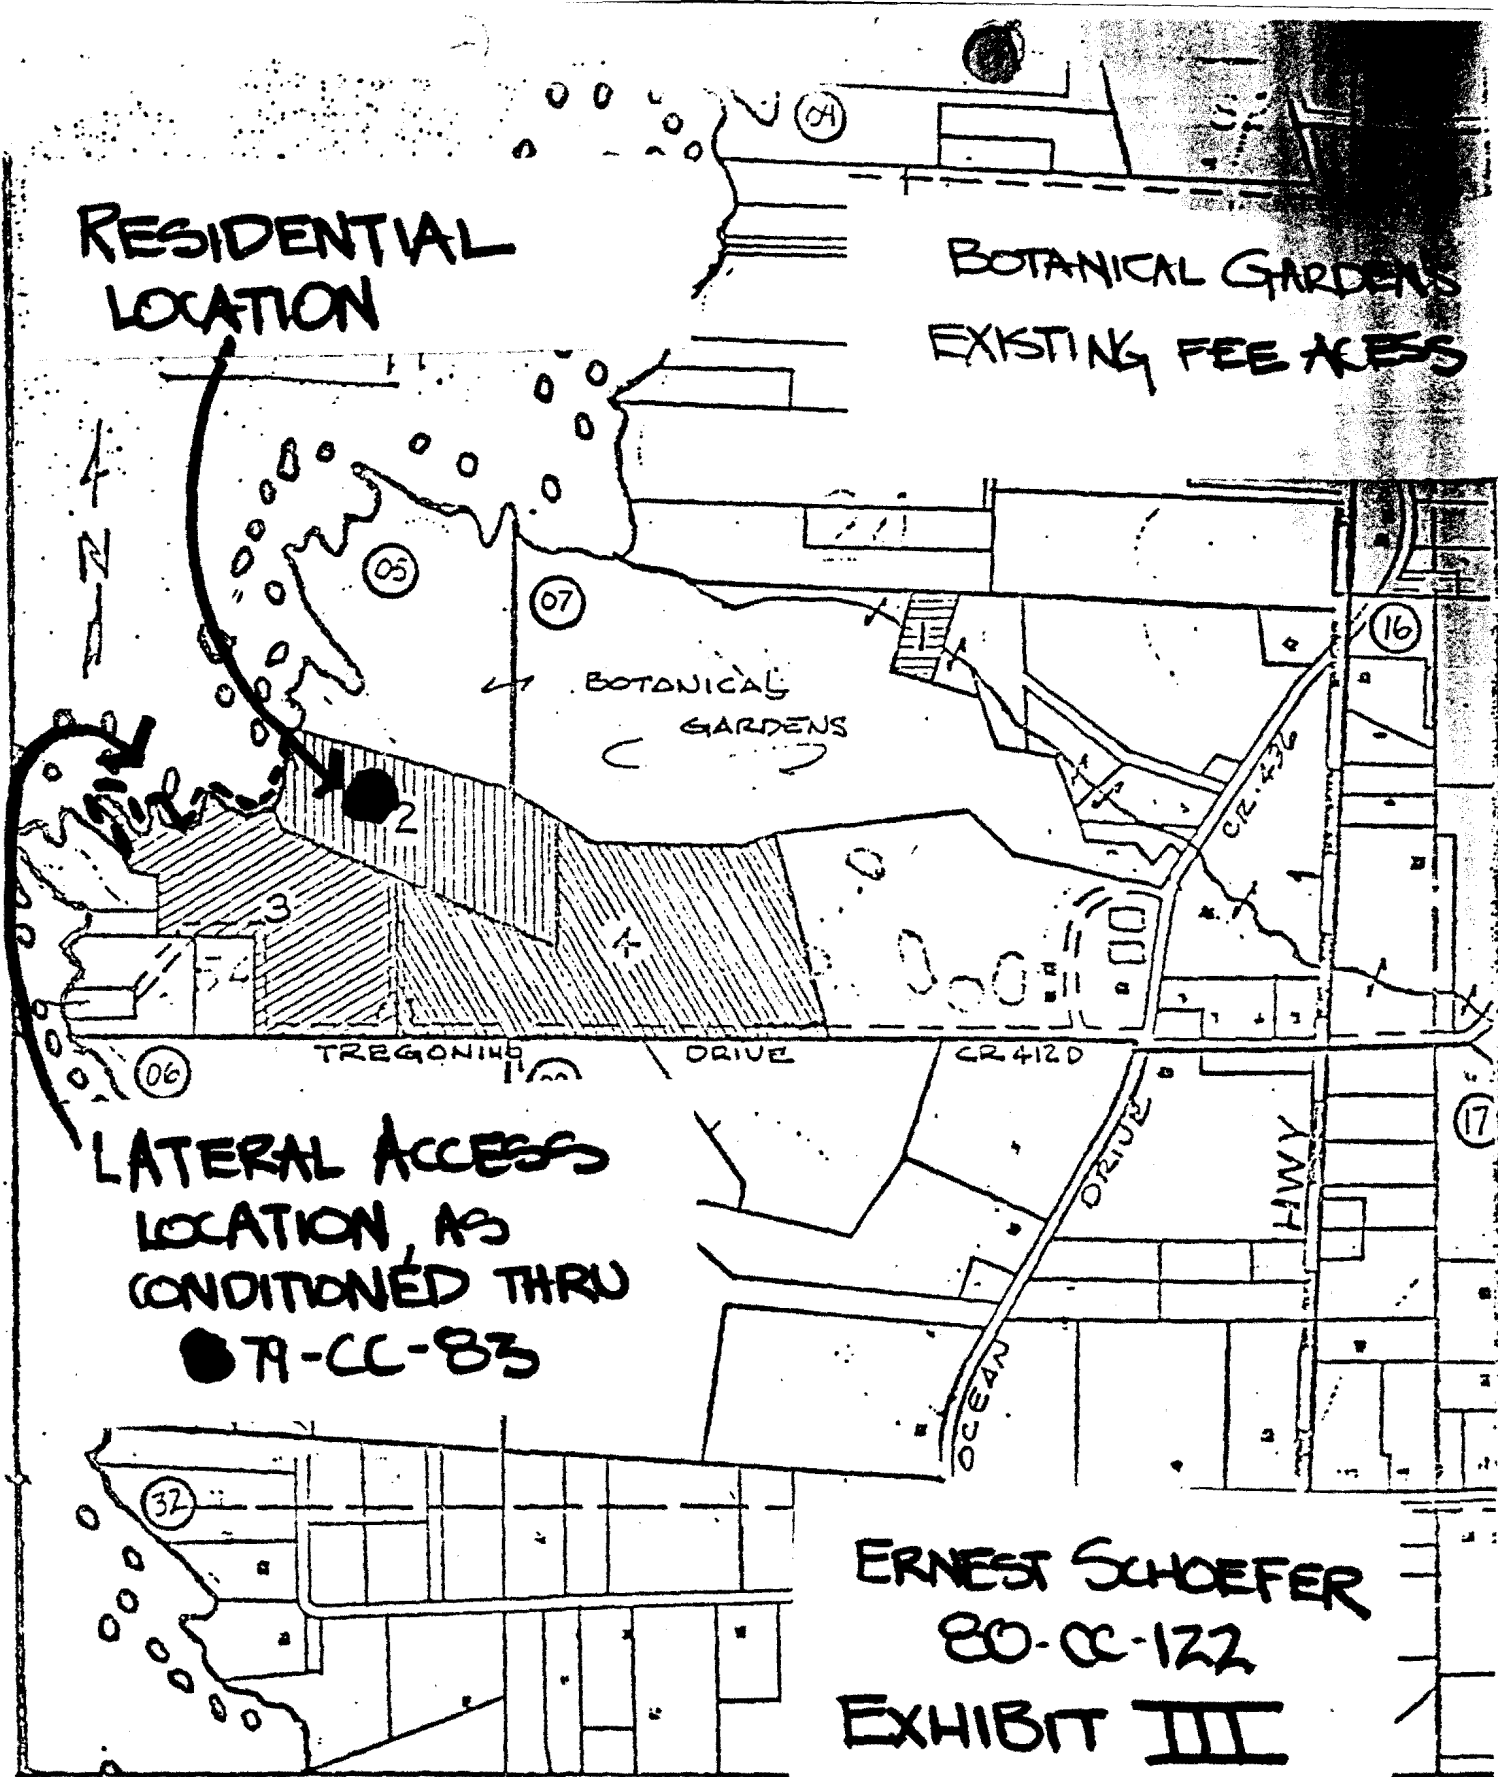 04
RESIDENTIAL
LOCATION
BOTANICAL GARDENS
EXISTING FEE ACESS
N
05
07
16
BOTANICAL
GARDENS
1
CR. 436
2
3
4
1
TREGONING DRIVE CR 412D
06
17
LATERAL ACCESS
LOCATION, AS
CONDITIONED THRU
79-CC-83
OCEAN DRIVE
HWY
32
ERNEST SCHOEFER
80-CC-122
EXHIBIT III